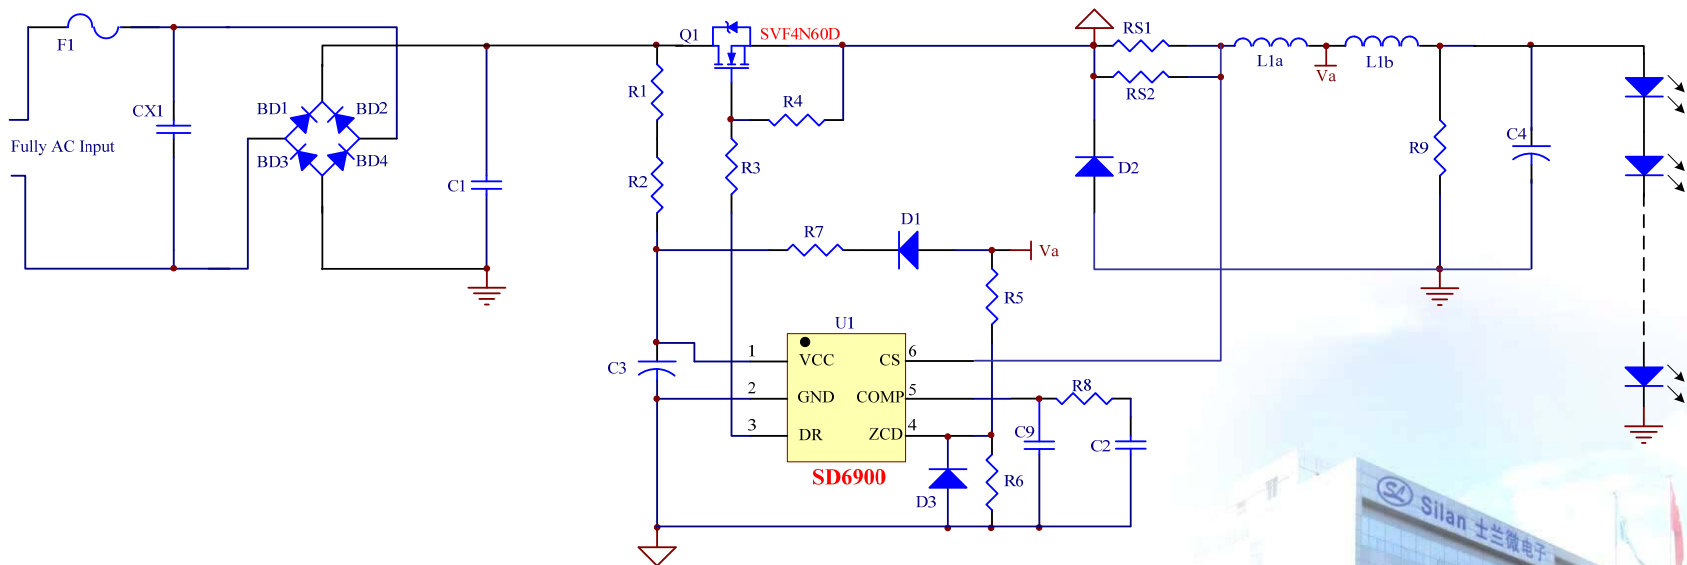 F1
CX1
Fully AC Input
BD1
BD2
BD3
BD4
C1
Q1
SVF4N60D
R1
R2
R4
R3
RS1
RS2
L1a
Va
L1b
D2
R9
C4
R7
D1
Va
R5
U1
C3
1
VCC
CS
6
2
GND
COMP
5
3
DR
ZCD
4
SD6900
R8
C9
C2
D3
R6
SL
Silan 士兰微电子